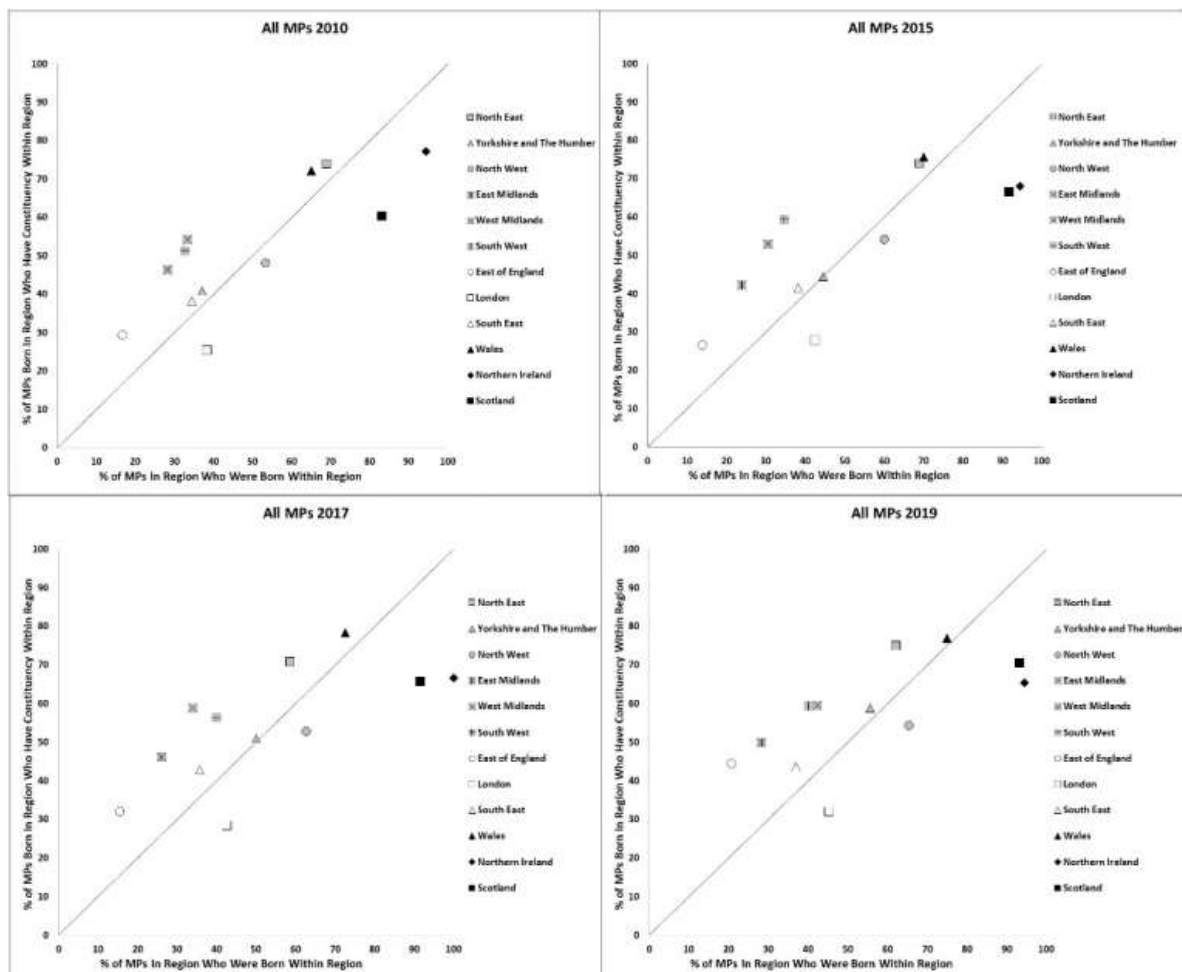 All MPs 2010
% of MPs Born In Region Who Have Constituency Within Region
100
90
80
70
60
50
40
30
20
10
0
0 10 20 30 40 50 60 70 80 90 100
% of MPs In Region Who Were Born Within Region
North East
Yorkshire and The Humber
North West
East Midlands
West Midlands
South West
East of England
London
South East
Wales
Northern Ireland
Scotland
All MPs 2015
% of MPs Born In Region Who Have Constituency Within Region
100
90
80
70
60
50
40
30
20
10
0
0 10 20 30 40 50 60 70 80 90 100
% of MPs In Region Who Were Born Within Region
North East
Yorkshire and The Humber
North West
East Midlands
West Midlands
South West
East of England
London
South East
Wales
Northern Ireland
Scotland
All MPs 2017
% of MPs Born In Region Who Have Constituency Within Region
100
90
80
70
60
50
40
30
20
10
0
0 10 20 30 40 50 60 70 80 90 100
% of MPs In Region Who Were Born Within Region
North East
Yorkshire and The Humber
North West
East Midlands
West Midlands
South West
East of England
London
South East
Wales
Northern Ireland
Scotland
All MPs 2019
% of MPs Born In Region Who Have Constituency Within Region
100
90
80
70
60
50
40
30
20
10
0
0 10 20 30 40 50 60 70 80 90 100
% of MPs In Region Who Were Born Within Region
North East
Yorkshire and The Humber
North West
East Midlands
West Midlands
South West
East of England
London
South East
Wales
Northern Ireland
Scotland